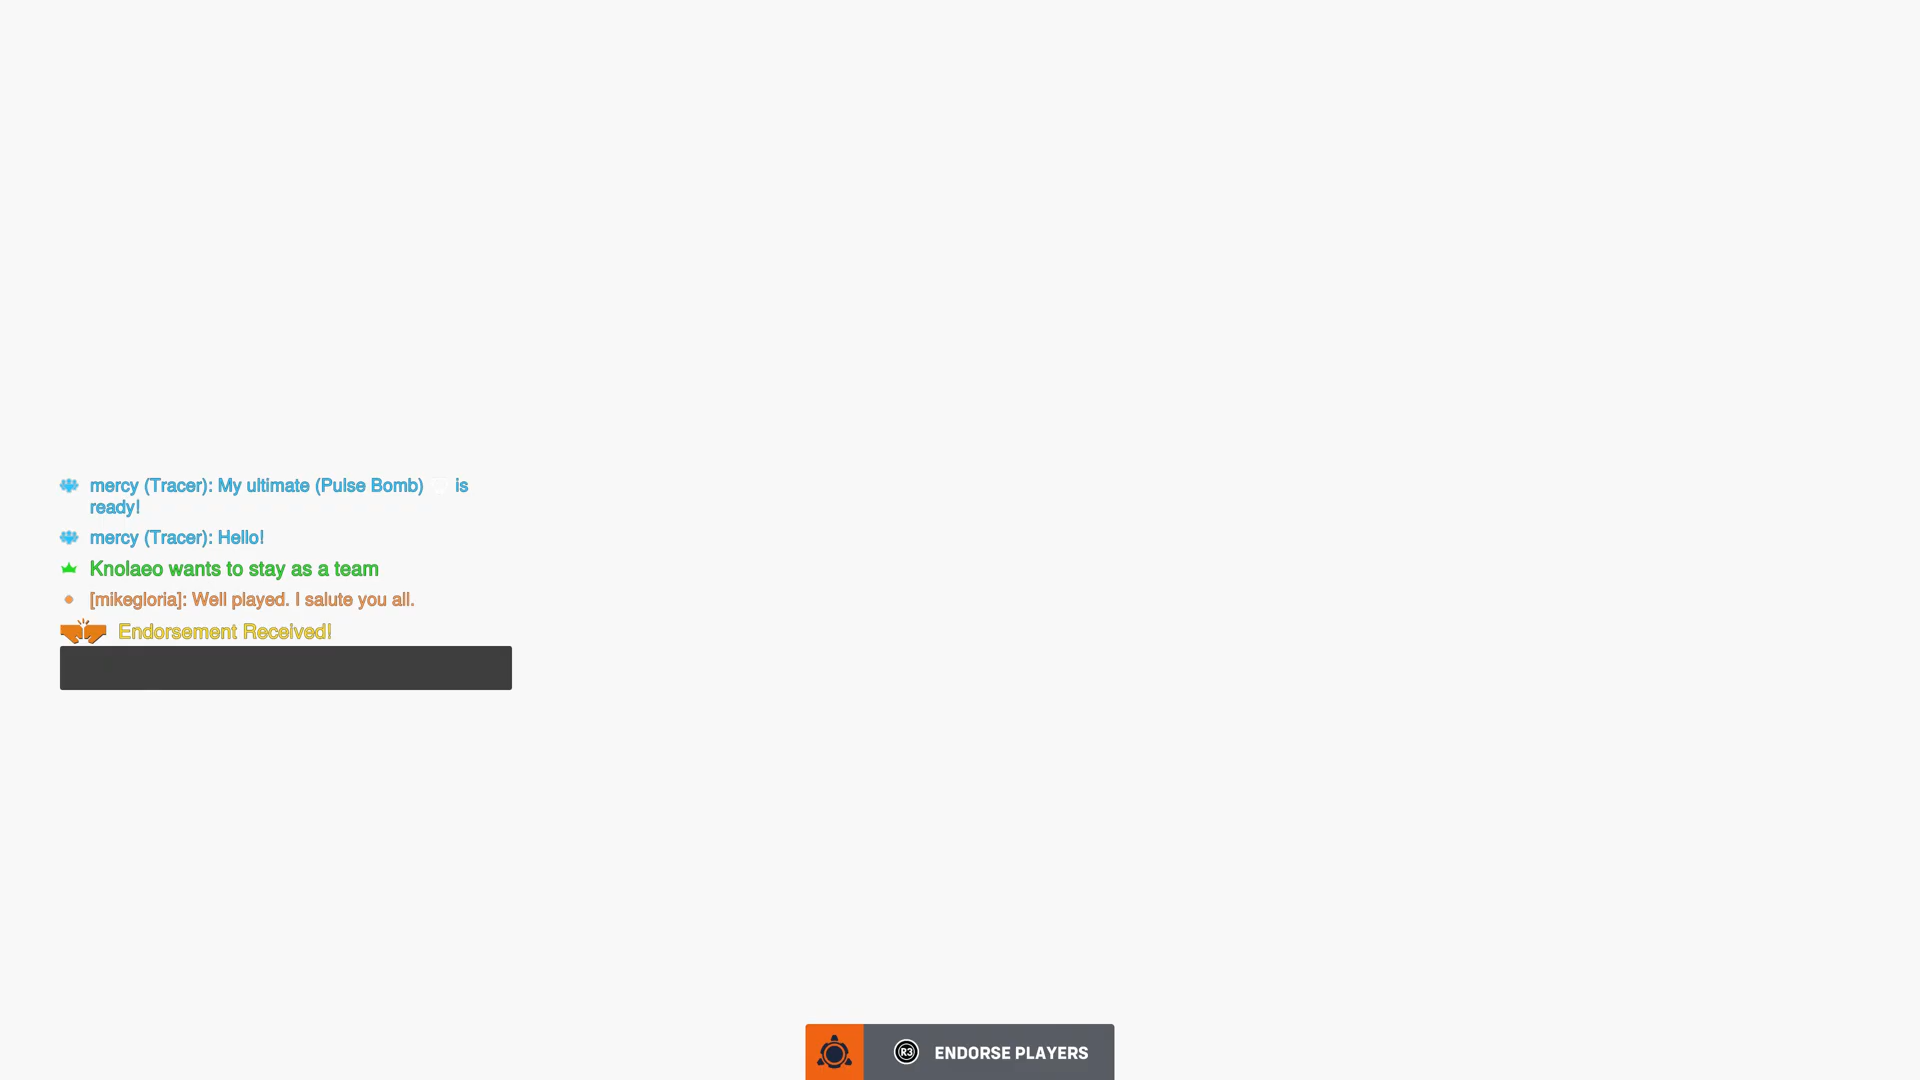 mercy (Tracer): My ultimate (Pulse Bomb) is
ready!
mercy (Tracer): Hello!
Knolaeo wants to stay as a team
[mikegloria]: Well played. I salute you all.
Endorsement Received!
R3 ENDORSE PLAYERS